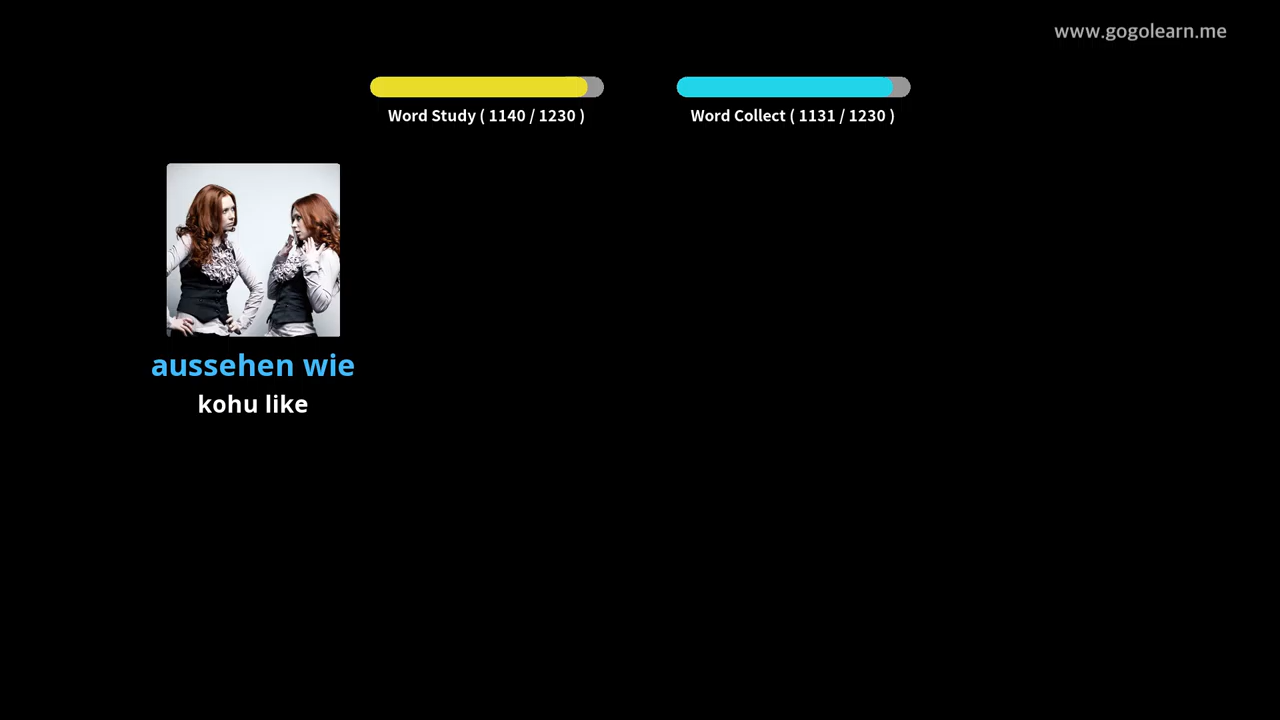 www.gogolearn.me
Word Study ( 1140 / 1230 )
Word Collect ( 1131 / 1230 )
aussehen wie
kohu like